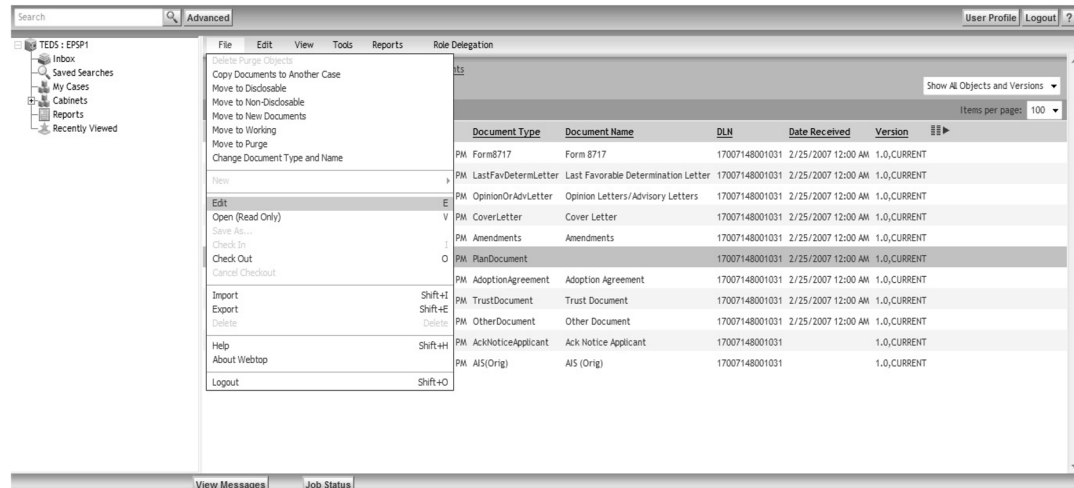 Search Advanced User Profile Logout ?
TEDS : EPSP1
Inbox
Saved Searches
My Cases
Cabinets
Reports
Recently Viewed
File Edit View Tools Reports Role Delegation
Delete Purge Objects
Copy Documents to Another Case
Move to Disclosable
Move to Non-Disclosable
Move to New Documents
Move to Working
Move to Purge
Change Document Type and Name
New
Edit E
Open (Read Only) V
Save As...
Check In I
Check Out O
Cancel Checkout
Import Shift+I
Export Shift+E
Delete Delete
Help Shift+H
About Webtop
Logout Shift+O
nts
Show All Objects and Versions
Items per page: 100
Document Type Document Name DLN Date Received Version
PM Form8717 Form 8717 17007148001031 2/25/2007 12:00 AM 1.0,CURRENT
PM LastFavDetermLetter Last Favorable Determination Letter 17007148001031 2/25/2007 12:00 AM 1.0,CURRENT
PM OpinionOrAdvLetter Opinion Letters/Advisory Letters 17007148001031 2/25/2007 12:00 AM 1.0,CURRENT
PM CoverLetter Cover Letter 17007148001031 2/25/2007 12:00 AM 1.0,CURRENT
PM Amendments Amendments 17007148001031 2/25/2007 12:00 AM 1.0,CURRENT
PM PlanDocument 17007148001031 2/25/2007 12:00 AM 1.0,CURRENT
PM AdoptionAgreement Adoption Agreement 17007148001031 2/25/2007 12:00 AM 1.0,CURRENT
PM TrustDocument Trust Document 17007148001031 2/25/2007 12:00 AM 1.0,CURRENT
PM OtherDocument Other Document 17007148001031 2/25/2007 12:00 AM 1.0,CURRENT
PM AckNoticeApplicant Ack Notice Applicant 17007148001031 1.0,CURRENT
PM AIS(Orig) AIS (Orig) 17007148001031 1.0,CURRENT
View Messages Job Status